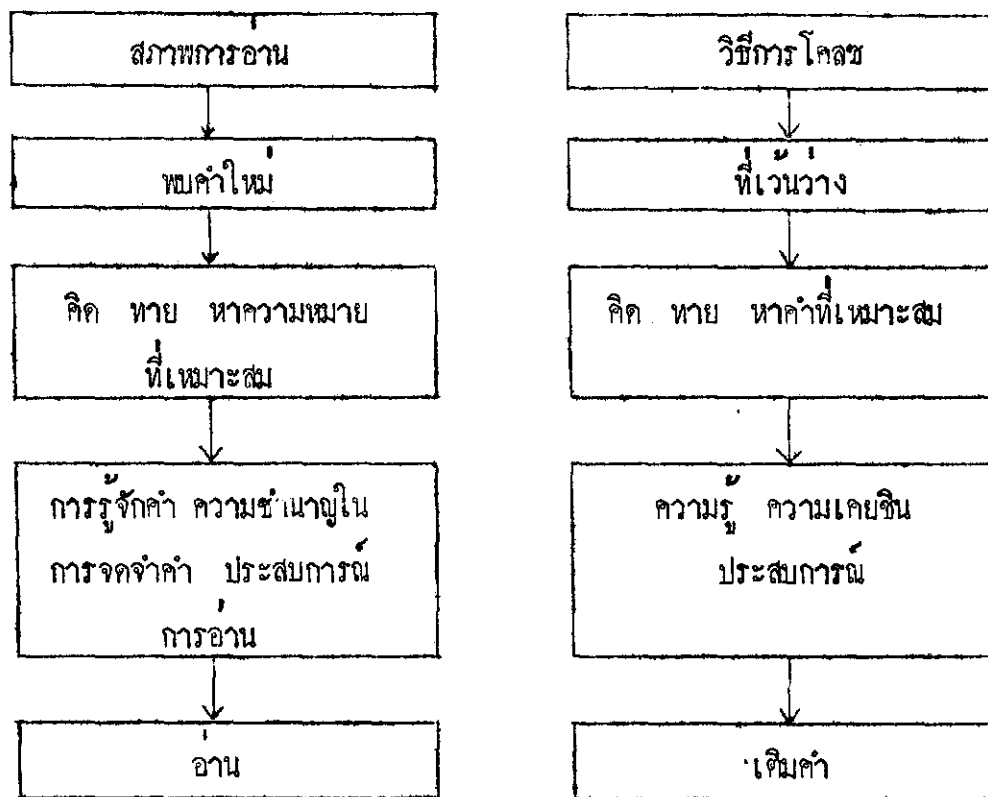 สภาพการอ่าน
พบคำใหม่
คิด ทาย หาความหมาย
ที่เหมาะสม
การรู้จักคำ ความชำนาญใน
การจดจำคำ ประสบการณ์
การอ่าน
อ่าน
วิธีการโคลซ
ที่เว้นว่าง
คิด ทาย หาคำที่เหมาะสม
ความรู้ ความเคยชิน
ประสบการณ์
เติมคำ